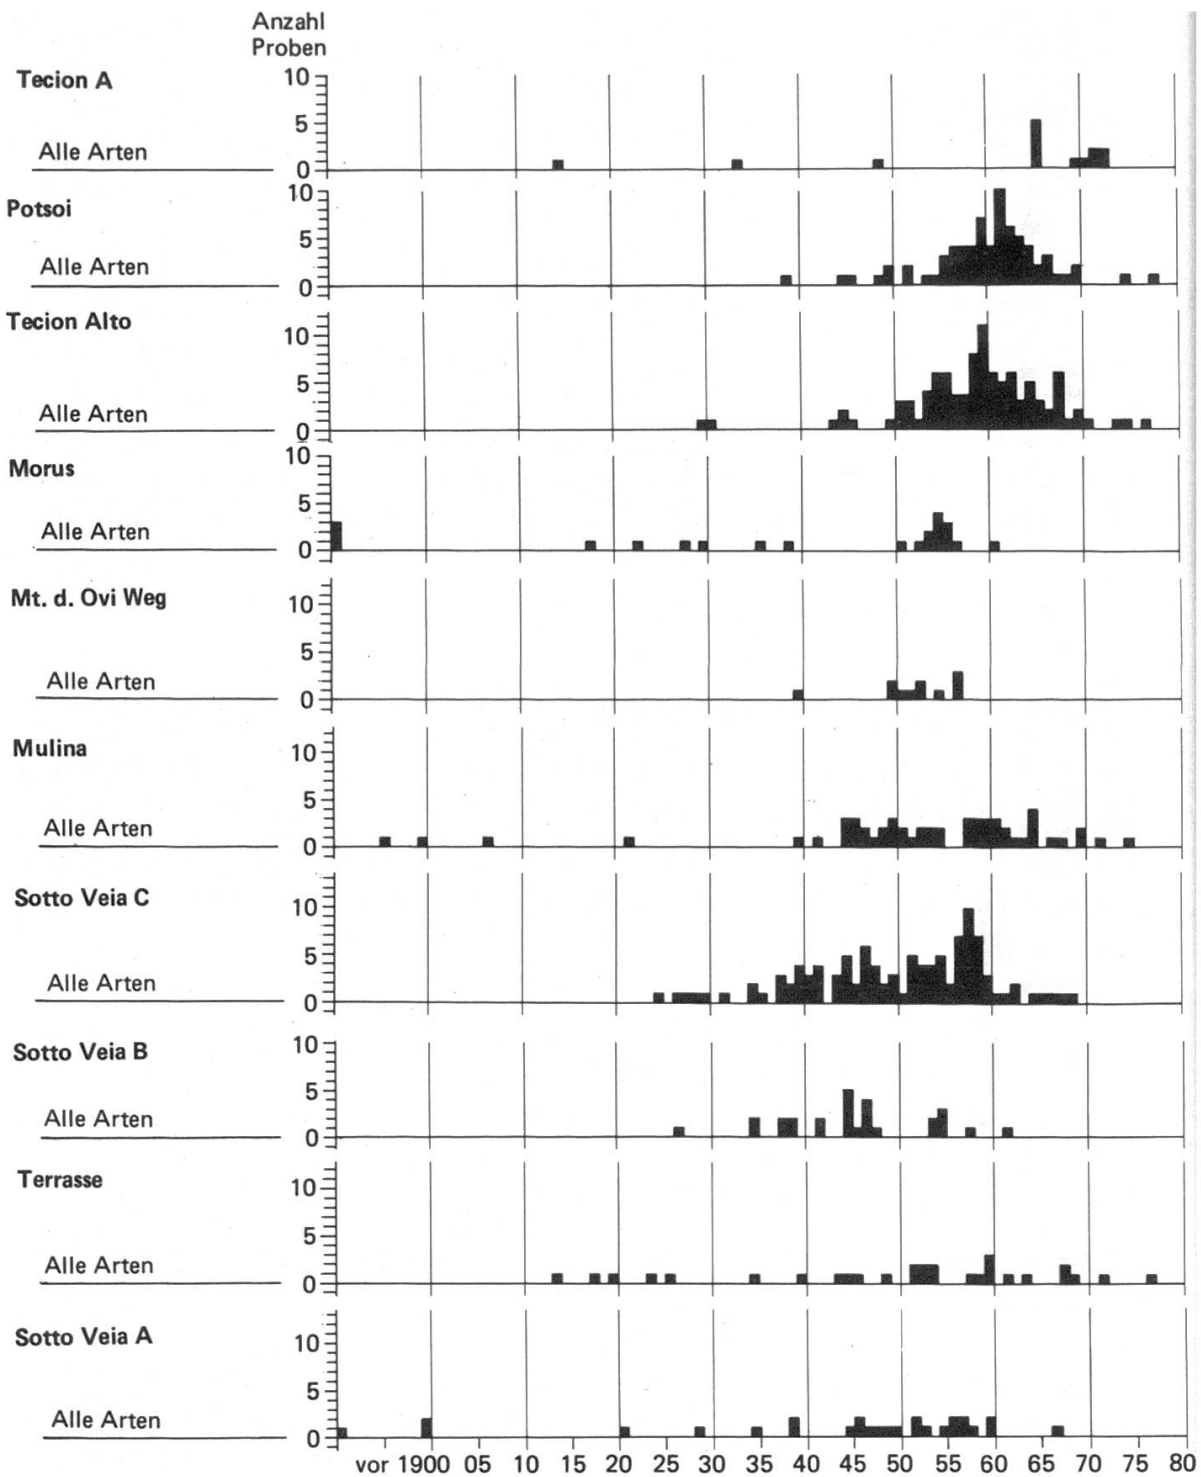 Anzahl
Proben
Tecion A
10
5
Alle Arten
0
Potsoi
10
5
Alle Arten
0
Tecion Alto
10
5
Alle Arten
0
Morus
10
5
Alle Arten
0
Mt. d. Ovi Weg
10
5
Alle Arten
0
Mulina
10
5
Alle Arten
0
Sotto Veia C
10
5
Alle Arten
0
Sotto Veia B
10
5
Alle Arten
0
Terrasse
10
5
Alle Arten
0
Sotto Veia A
10
5
Alle Arten
0
vor 1900 05 10 15 20 25 30 35 40 45 50 55 60 65 70 75 80